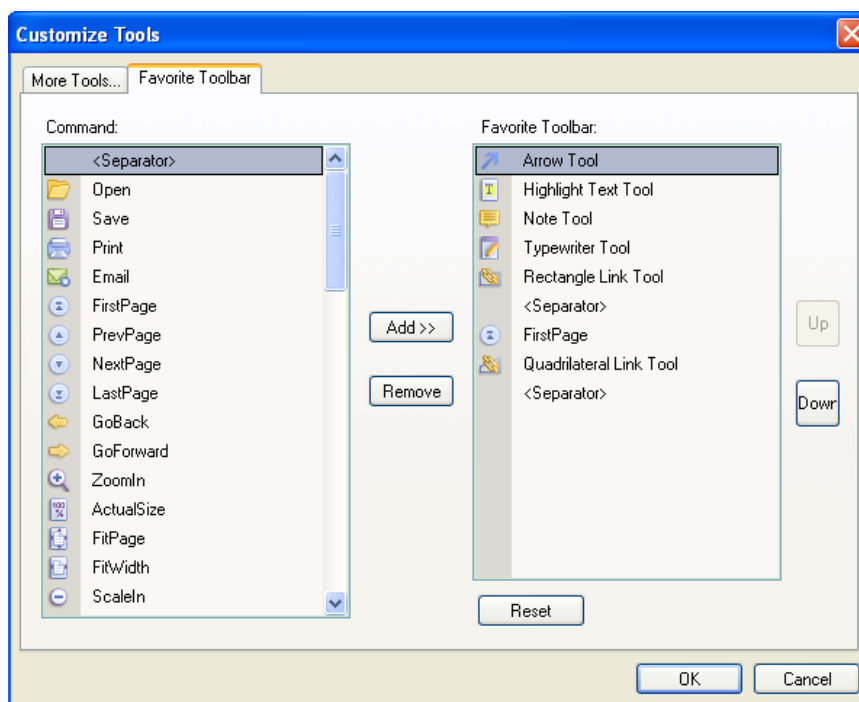 Customize Tools
More Tools...
Favorite Toolbar
Command:
<Separator>
Open
Save
Print
Email
FirstPage
PrevPage
NextPage
LastPage
GoBack
GoForward
ZoomIn
ActualSize
FitPage
FitWidth
ScaleIn
Add >>
Remove
Favorite Toolbar:
Arrow Tool
Highlight Text Tool
Note Tool
Typewriter Tool
Rectangle Link Tool
<Separator>
FirstPage
Quadrilateral Link Tool
<Separator>
Up
Down
Reset
OK
Cancel